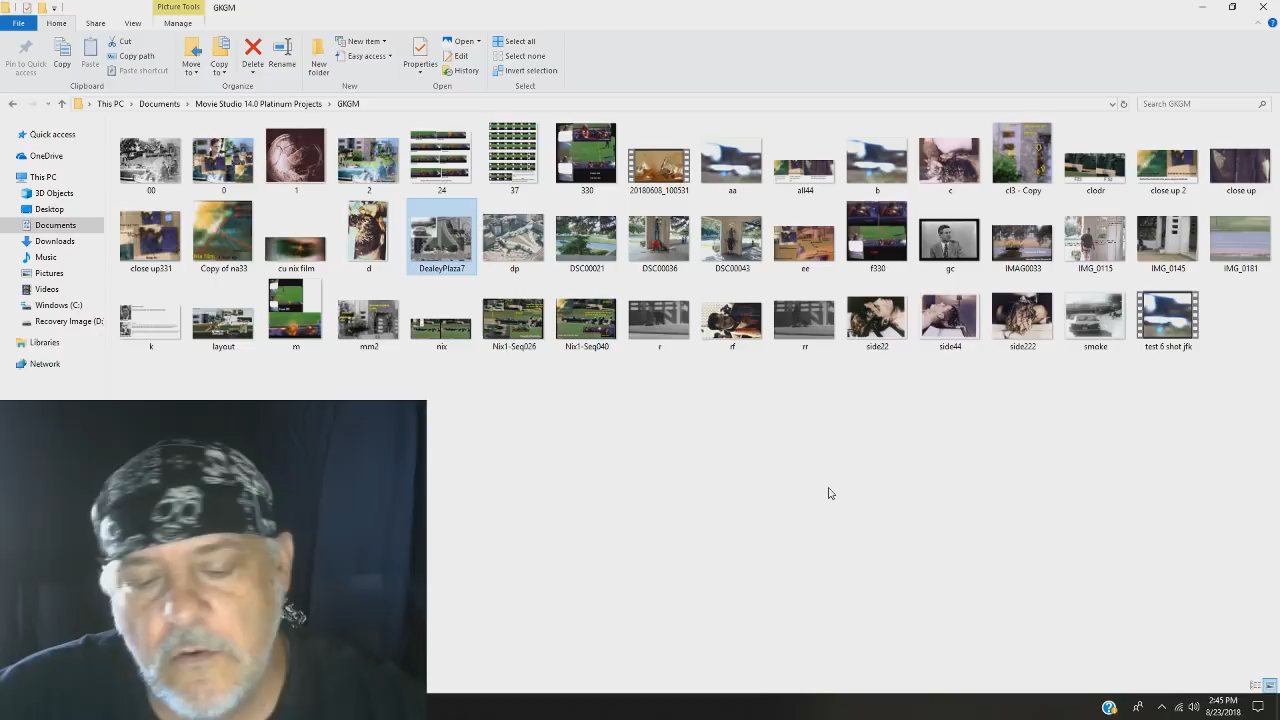 Picture Tools
GKGM
File
Home
Share
View
Manage
Pin to Quick access
Copy
Paste
Cut
Copy path
Paste shortcut
Clipboard
Move to
Copy to
Delete
Rename
Organize
New folder
New item
Easy access
New
Properties
Open
Edit
History
Open
Select all
Select none
Invert selection
Select
This PC > Documents > Movie Studio 14.0 Platinum Projects > GKGM
Search GKGM
Quick access
OneDrive
This PC
3D Objects
Desktop
Documents
Downloads
Music
Pictures
Videos
Windows (C:)
Recovery Image (D:
Libraries
Network
00
0
1
2
24
37
330
20180608_100531
aa
all44
b
c
cl3 - Copy
clodr
close up 2
close up
close up331
Copy of na33
cu nix film
d
DealeyPlaza7
dp
DSC00021
DSC00036
DSC00043
ee
f330
gc
IMAG0033
IMG_0115
IMG_0145
IMG_0181
k
layout
m
mm2
nix
Nix1-Seq026
Nix1-Seq040
r
rf
rr
side22
side44
side222
smoke
test 6 shot jfk
2:45 PM
8/23/2018